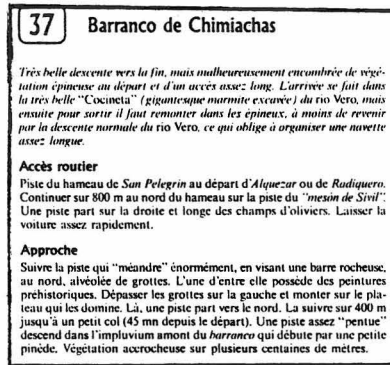 37 Barranco de Chimiachas
Très belle descente vers la fin, mais malheureusement encombrée de végé-
tation épineuse au départ et d'un accès assez long. L'arrivée se fait dans
la très belle "Cocineta" (gigantesque marmite excavée) du rio Vero, mais
ensuite pour sortir il faut remonter dans les épineux, à moins de revenir
par la descente normale du rio Vero, ce qui oblige à organiser une navette
assez longue.
Accès routier
Piste du hameau de San Pelegrin au départ d'Alquezar ou de Radiquero.
Continuer sur 800 m au nord du hameau sur la piste du "mesón de Sivil".
Une piste part sur la droite et longe des champs d'oliviers. Laisser la
voiture assez rapidement.
Approche
Suivre la piste qui "méandre" énormément, en visant une barre rocheuse,
au nord, alvéolée de grottes. L'une d'entre elle possède des peintures
préhistoriques. Dépasser les grottes sur la gauche et monter sur le pla-
teau qui les domine. Là, une piste part vers le nord. La suivre sur 400 m
jusqu'à un petit col (45 mn depuis le départ). Une piste assez "pentue"
descend dans l'impluvium amont du barranco qui débute par une petite
pinède. Végétation accrocheuse sur plusieurs centaines de mètres.